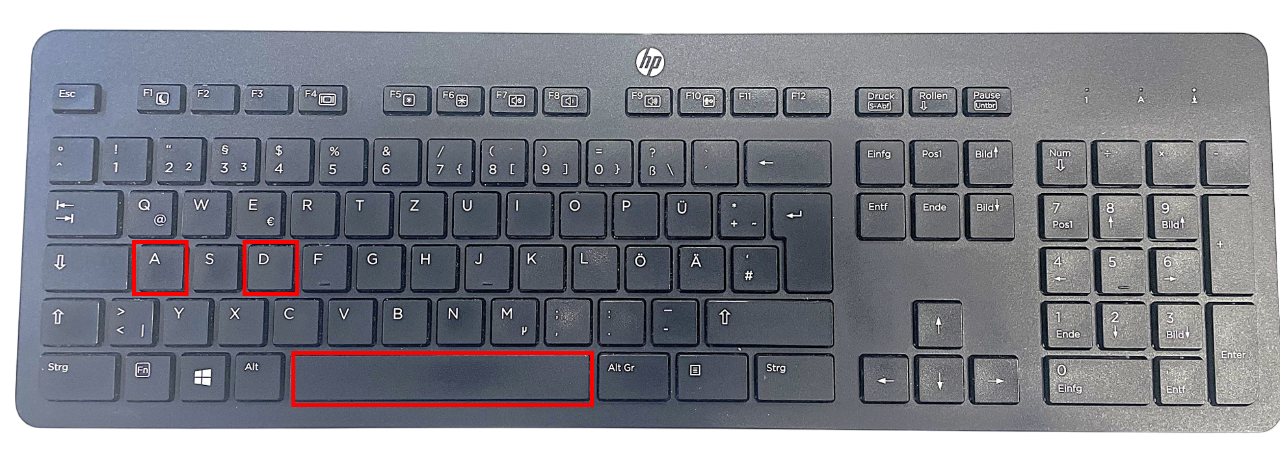 hp
Esc F1 F2 F3 F4 F5 F6 F7 F8 F9 F10 F11 F12 Druck S-Abf Rollen ⇩ Pause Untbr 1 A ⤓
° ^ ! 1 " 2 2 § 3 3 $ 4 % 5 & 6 / 7 { ( 8 [ ) 9 ] = 0 } ? ß \ ← Einfg Pos1 Bild↑ Num ⇩ ÷ × -
Q @ W E € R T Z U I O P Ü * + ~ ↵ Entf Ende Bild↓ 7 Pos1 8 ↑ 9 Bild↑ +
⇩ A S D F G H J K L Ö Ä ' # 4 ← 5 6 →
⇧ > < | Y X C V B N M µ ; , : . _ - ⇧ ↑ 1 Ende 2 ↓ 3 Bild↓ Enter
Strg Fn Alt Alt Gr Strg ← ↓ → 0 Einfg , Entf